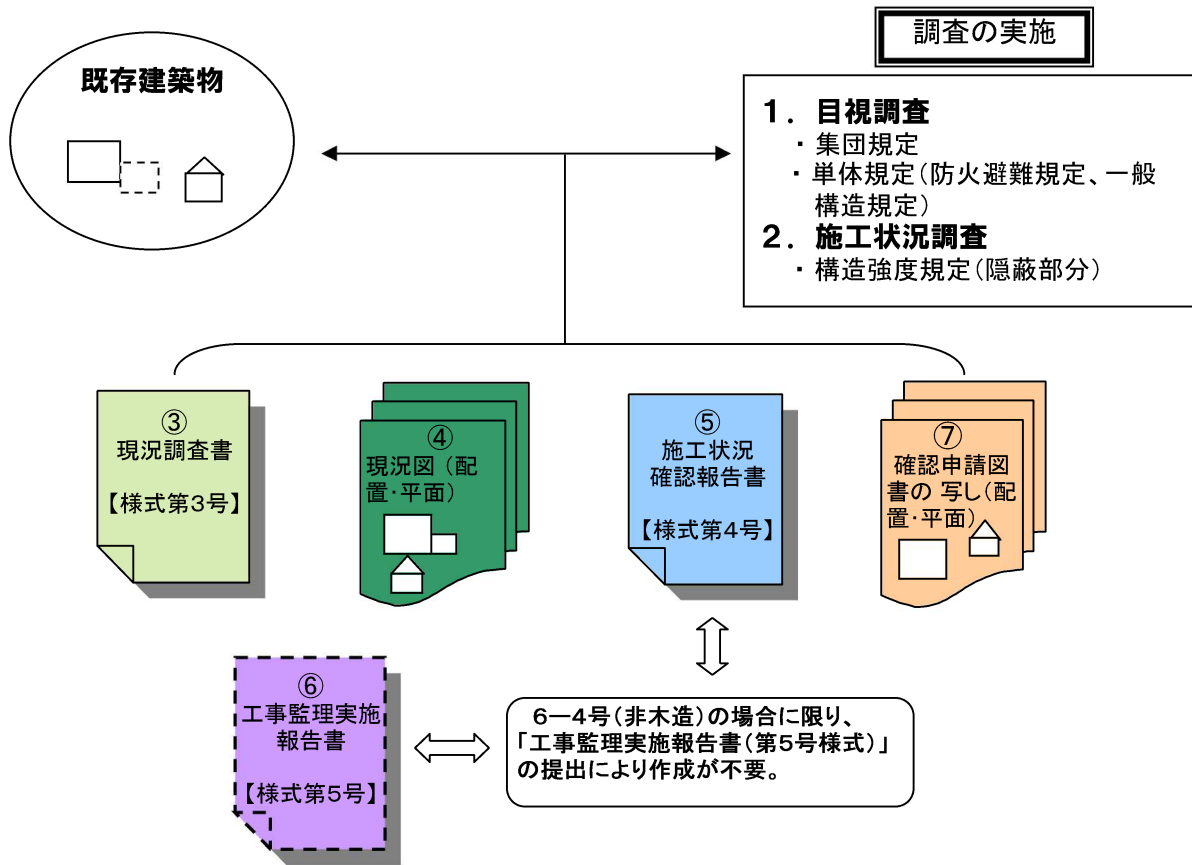 調査の実施
既存建築物
１．目視調査
・ 集団規定
・ 単体規定（防火避難規定、一般
構造規定）
２．施工状況調査
・ 構造強度規定（隠蔽部分）
③
現況調査書
【様式第３号】
④
現況図（配
置・平面）
⑤
施工状況
確認報告書
【様式第４号】
⑦
確認申請図
書の 写し（配
置・平面）
⑥
工事監理実施
報告書
【様式第５号】
６―４号（非木造）の場合に限り、
「工事監理実施報告書（第５号様式）」
の提出により作成が不要。